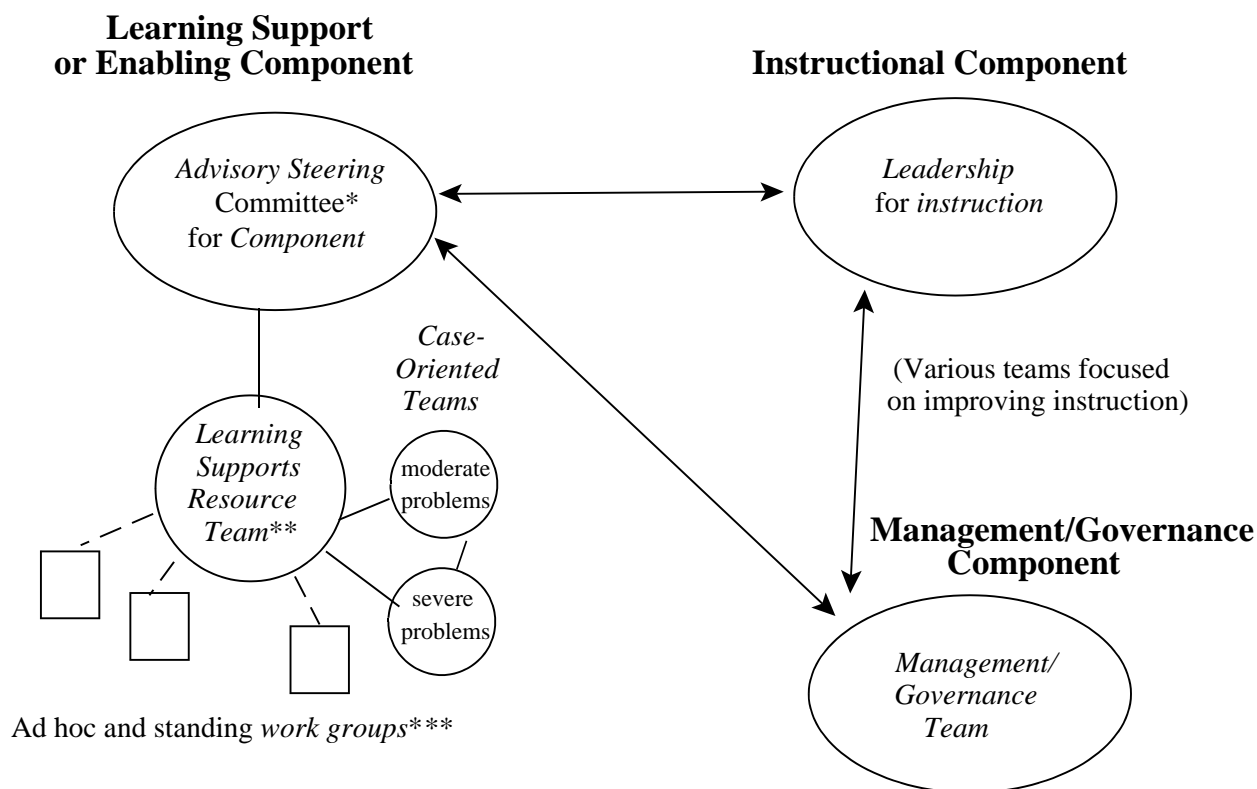 Learning Support
or Enabling Component
Instructional Component
Advisory Steering
Committee*
for Component
Leadership
for instruction
Case-
Oriented
Teams
(Various teams focused
on improving instruction)
Learning
Supports
Resource
Team**
moderate
problems
Management/Governance
Component
severe
problems
Management/
Governance
Team
Ad hoc and standing work groups***